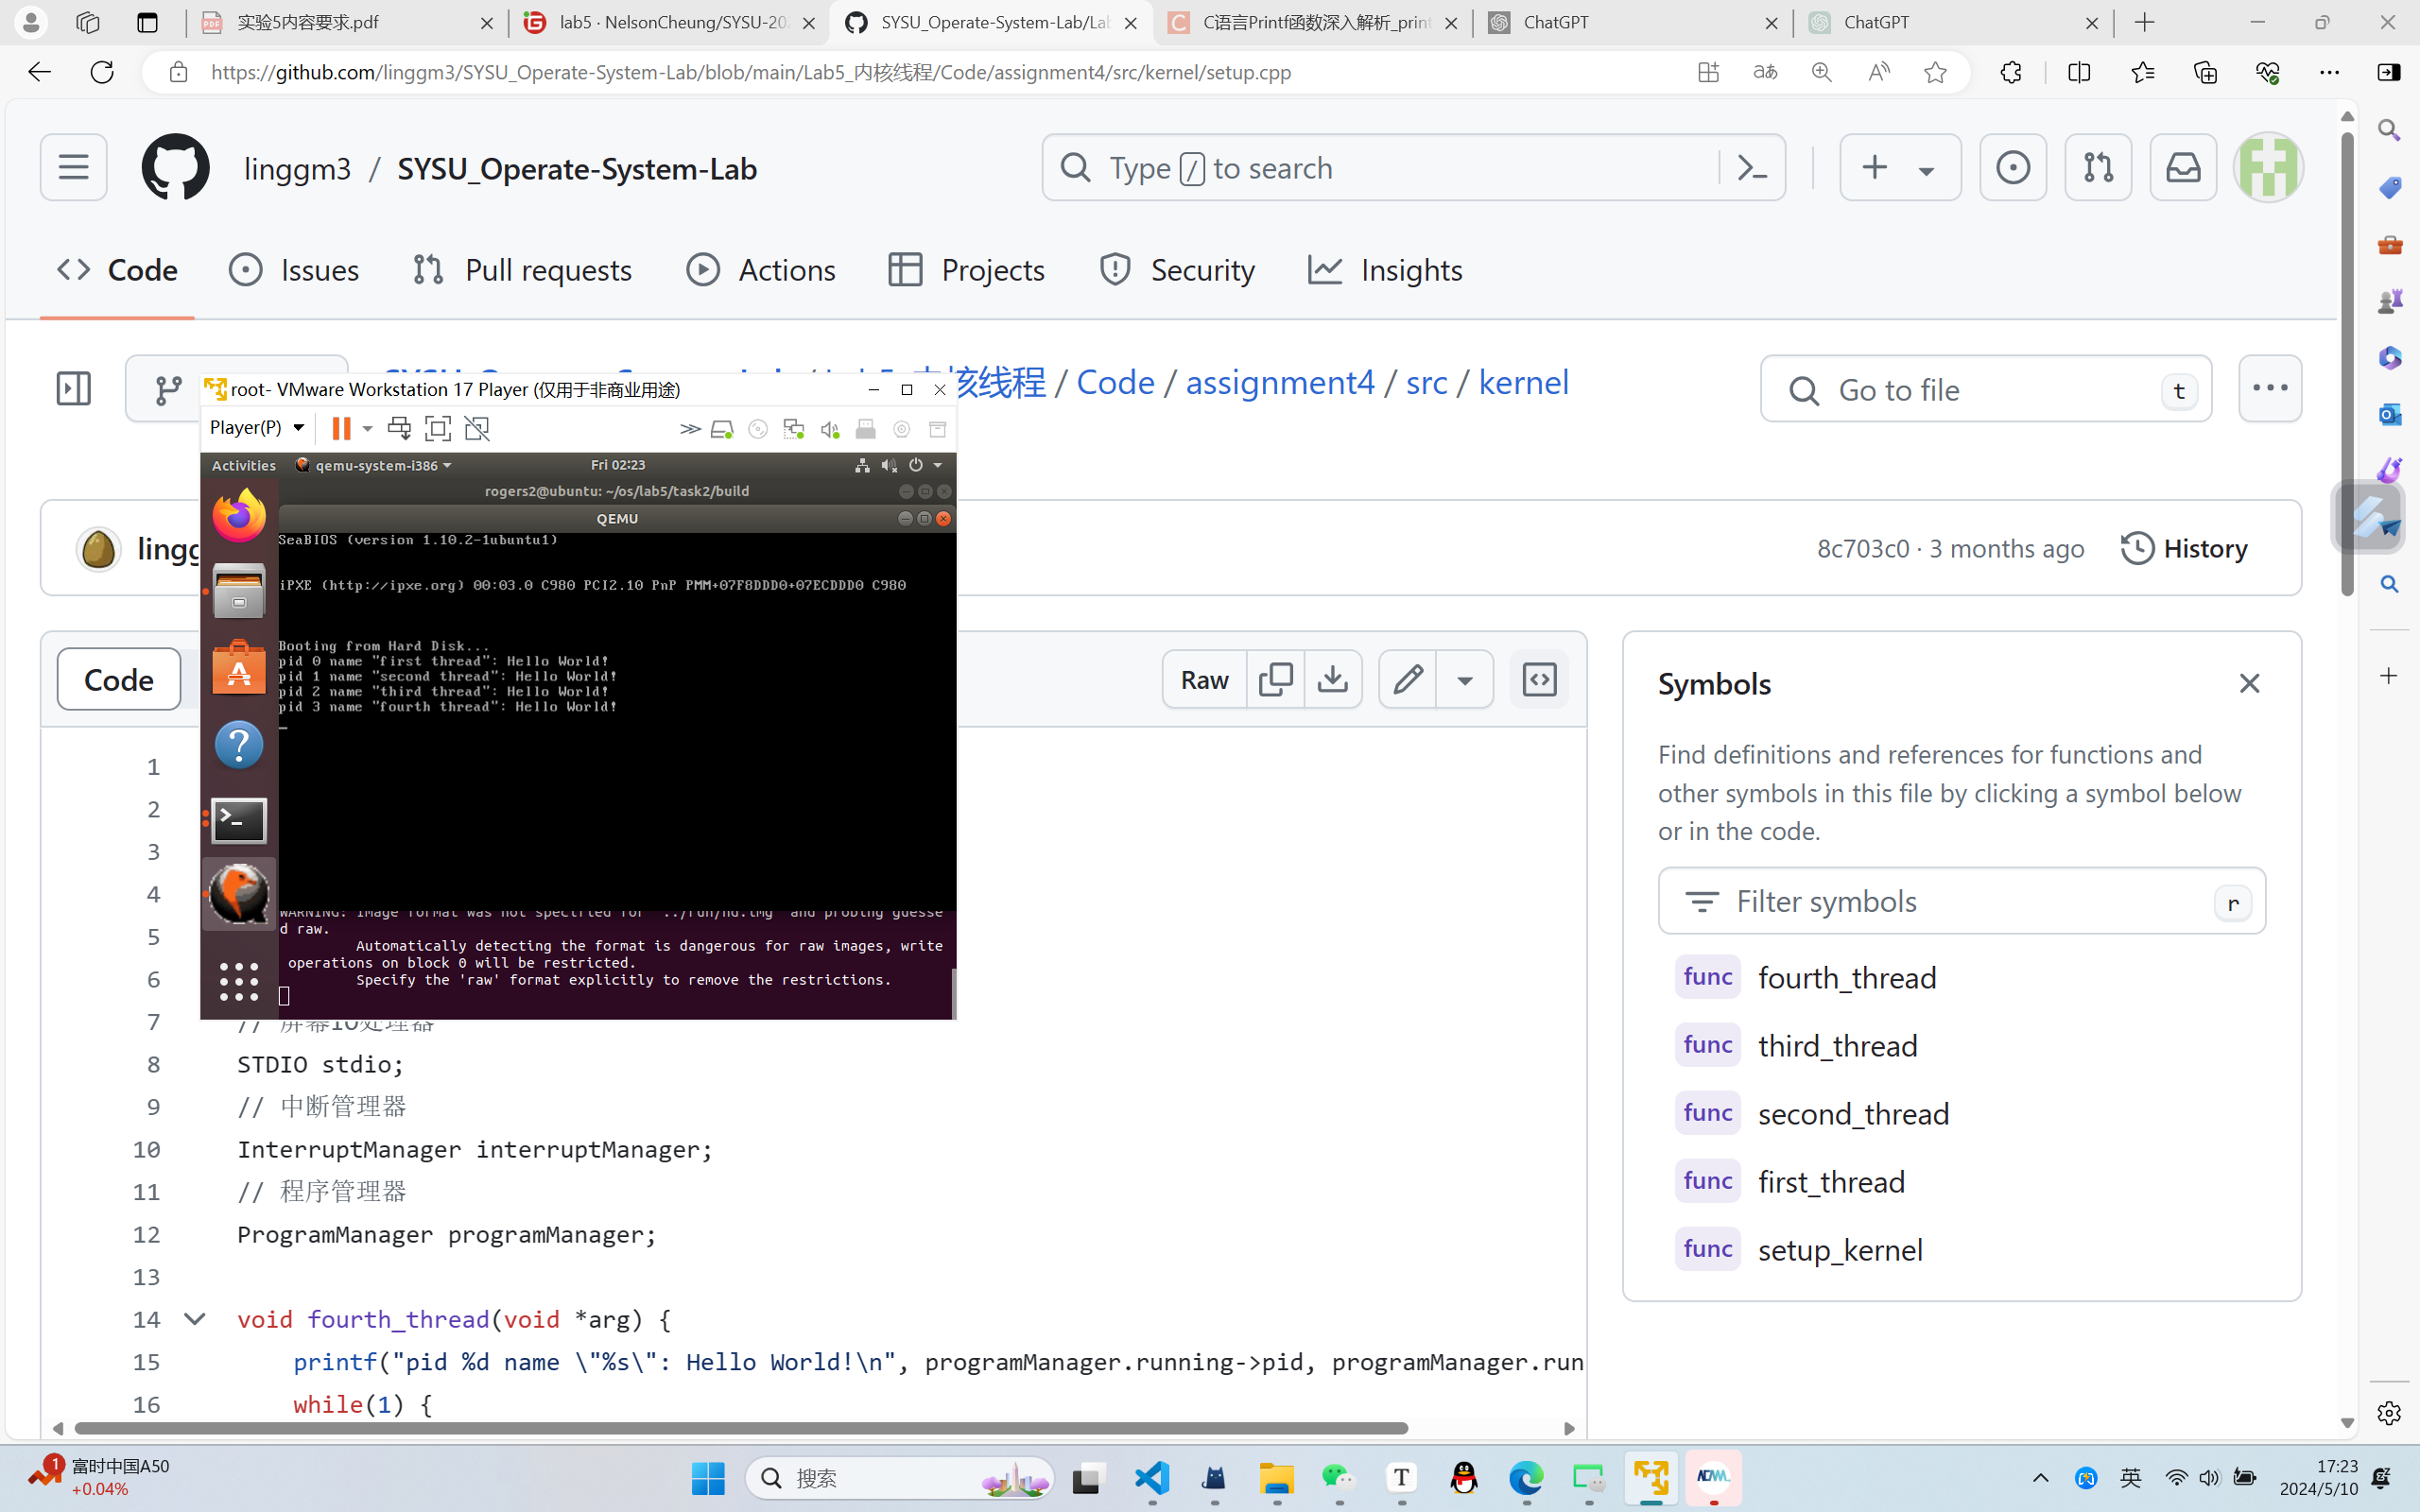 实验5内容要求.pdf
lab5 · NelsonCheung/SYSU-20
SYSU_Operate-System-Lab/Lab
C语言Printf函数深入解析_print
ChatGPT
ChatGPT
https://github.com/linggm3/SYSU_Operate-System-Lab/blob/main/Lab5_内核线程/Code/assignment4/src/kernel/setup.cpp
linggm3 / SYSU_Operate-System-Lab
Type / to search
Code
Issues
Pull requests
Actions
Projects
Security
Insights
核线程 / Code / assignment4 / src / kernel
Go to file
t
root- VMware Workstation 17 Player (仅用于非商业用途)
Player(P)
Activities
qemu-system-i386
Fri 02:23
rogers2@ubuntu: ~/os/lab5/task2/build
QEMU
SeaBIOS (version 1.10.2-1ubuntu1)
iPXE (http://ipxe.org) 00:03.0 C980 PCI2.10 PnP PMM+07F8DDD0+07ECDDD0 C980
Booting from Hard Disk...
pid 0 name "first thread": Hello World!
pid 1 name "second thread": Hello World!
pid 2 name "third thread": Hello World!
pid 3 name "fourth thread": Hello World!
WARNING: Image format was not specified for '../run/hd.img' and probing guesse
d raw.
Automatically detecting the format is dangerous for raw images, write
operations on block 0 will be restricted.
Specify the 'raw' format explicitly to remove the restrictions.
lingg
8c703c0 · 3 months ago
History
Code
Raw
Symbols
Find definitions and references for functions and
other symbols in this file by clicking a symbol below
or in the code.
Filter symbols
r
func fourth_thread
func third_thread
func second_thread
func first_thread
func setup_kernel
1
2
3
4
5
6
7 // 屏幕IO处理器
8 STDIO stdio;
9 // 中断管理器
10 InterruptManager interruptManager;
11 // 程序管理器
12 ProgramManager programManager;
13
14 void fourth_thread(void *arg) {
15 printf("pid %d name \"%s\": Hello World!\n", programManager.running->pid, programManager.run
16 while(1) {
1
富时中国A50
+0.04%
搜索
英
17:23
2024/5/10